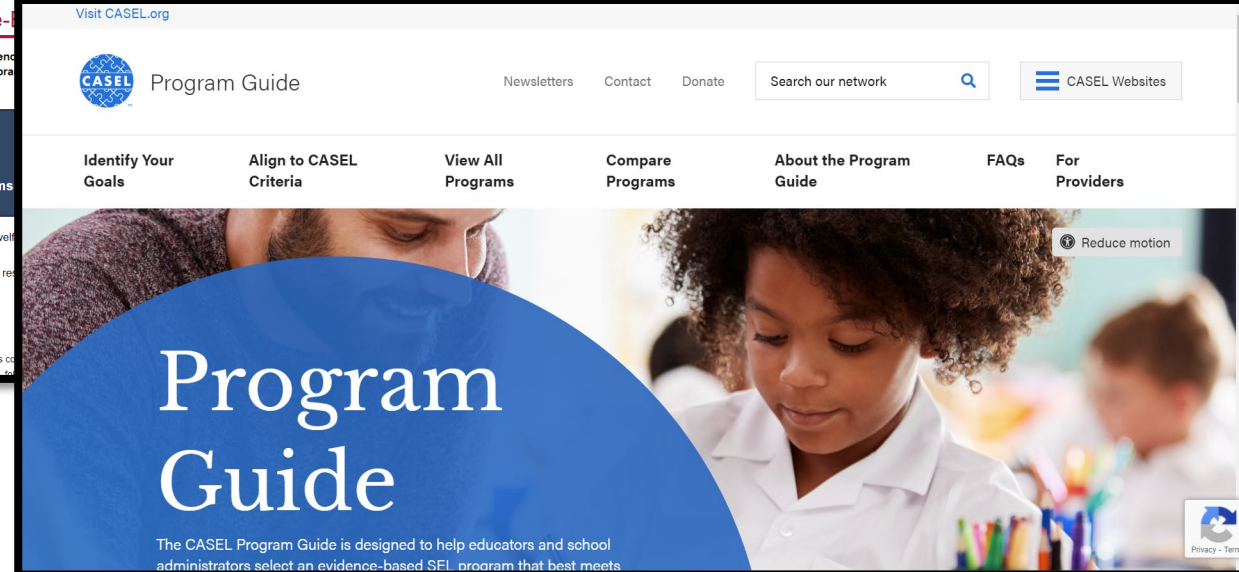 Visit CASEL.org
CASEL
Program Guide
Newsletters Contact Donate Search our network CASEL Websites
Identify Your Goals
Align to CASEL Criteria
View All Programs
Compare Programs
About the Program Guide
FAQs
For Providers
Reduce motion
Program
Guide
The CASEL Program Guide is designed to help educators and school
administrators select an evidence-based SEL program that best meets
Privacy - Term